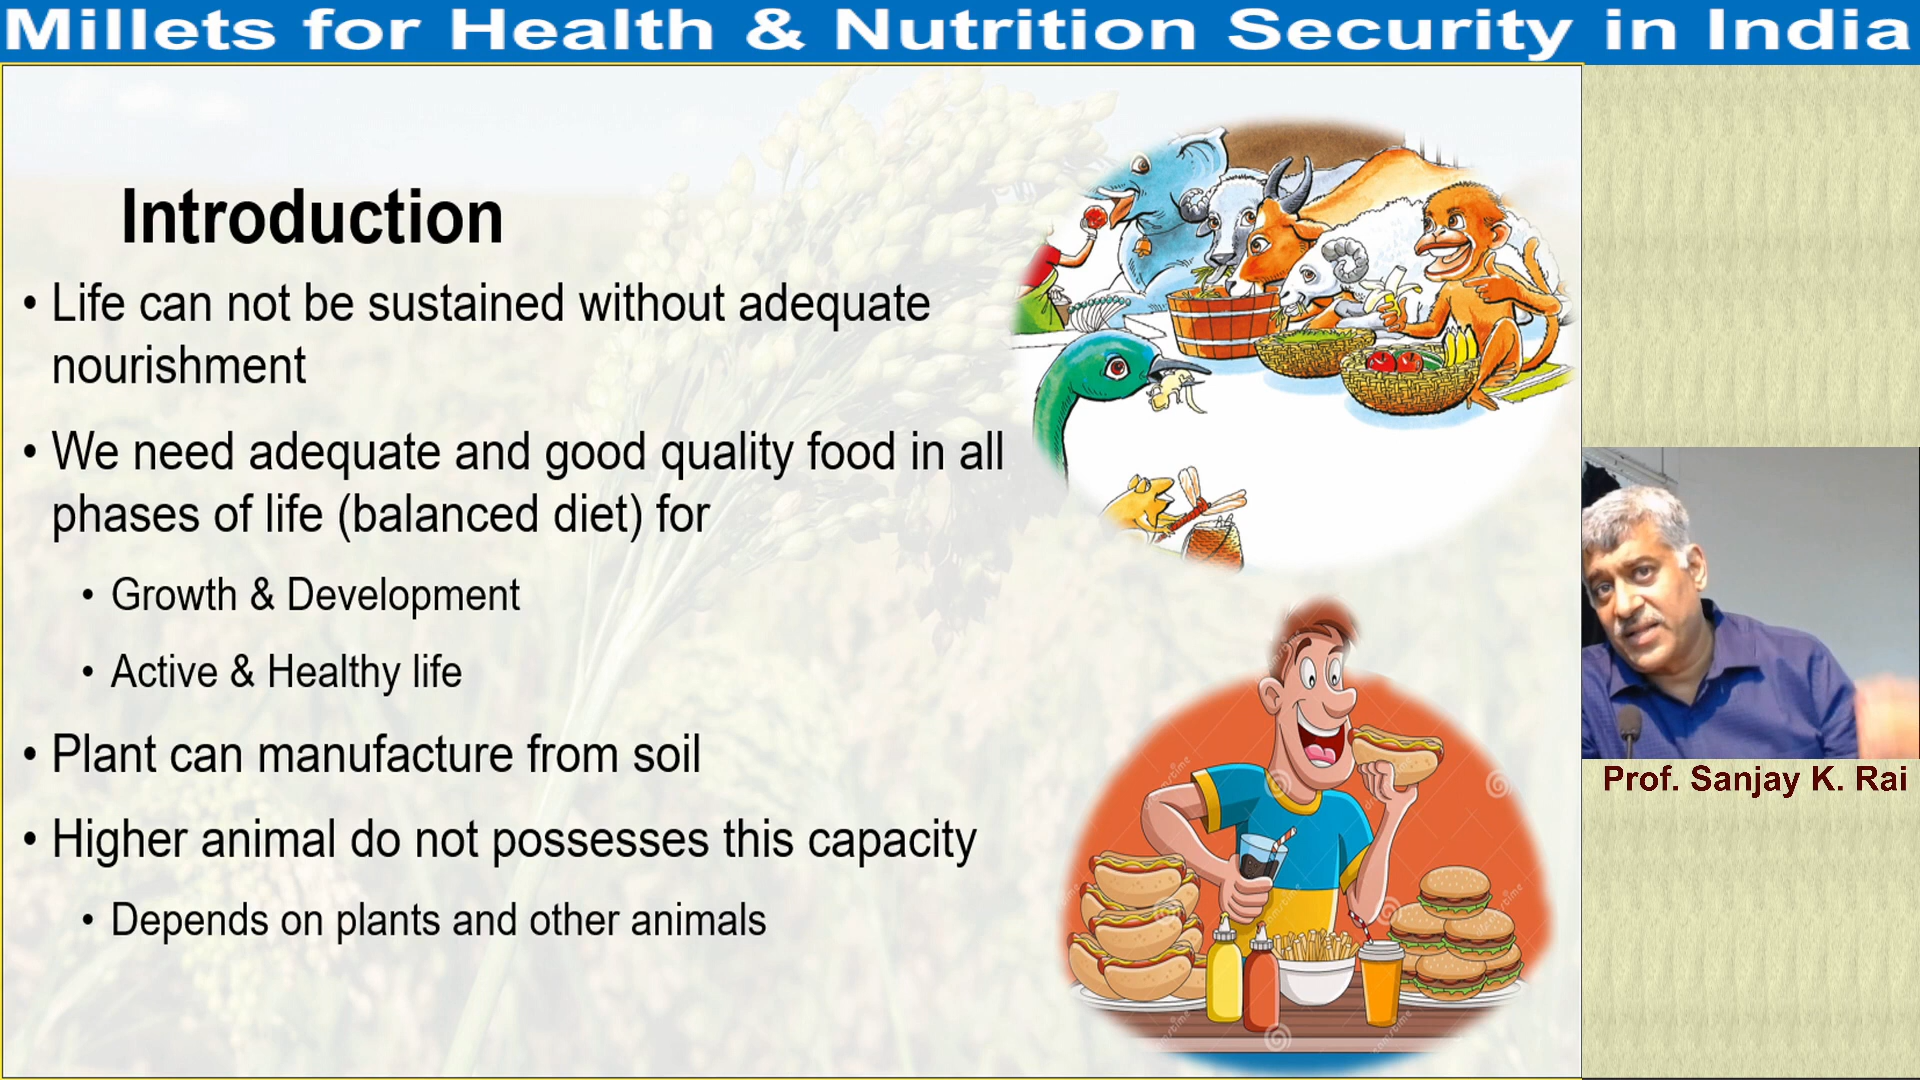 Millets for Health & Nutrition Security in India
Introduction
• Life can not be sustained without adequate
nourishment
• We need adequate and good quality food in all
phases of life (balanced diet) for
• Growth & Development
• Active & Healthy life
• Plant can manufacture from soil
• Higher animal do not possesses this capacity
• Depends on plants and other animals
Prof. Sanjay K. Rai